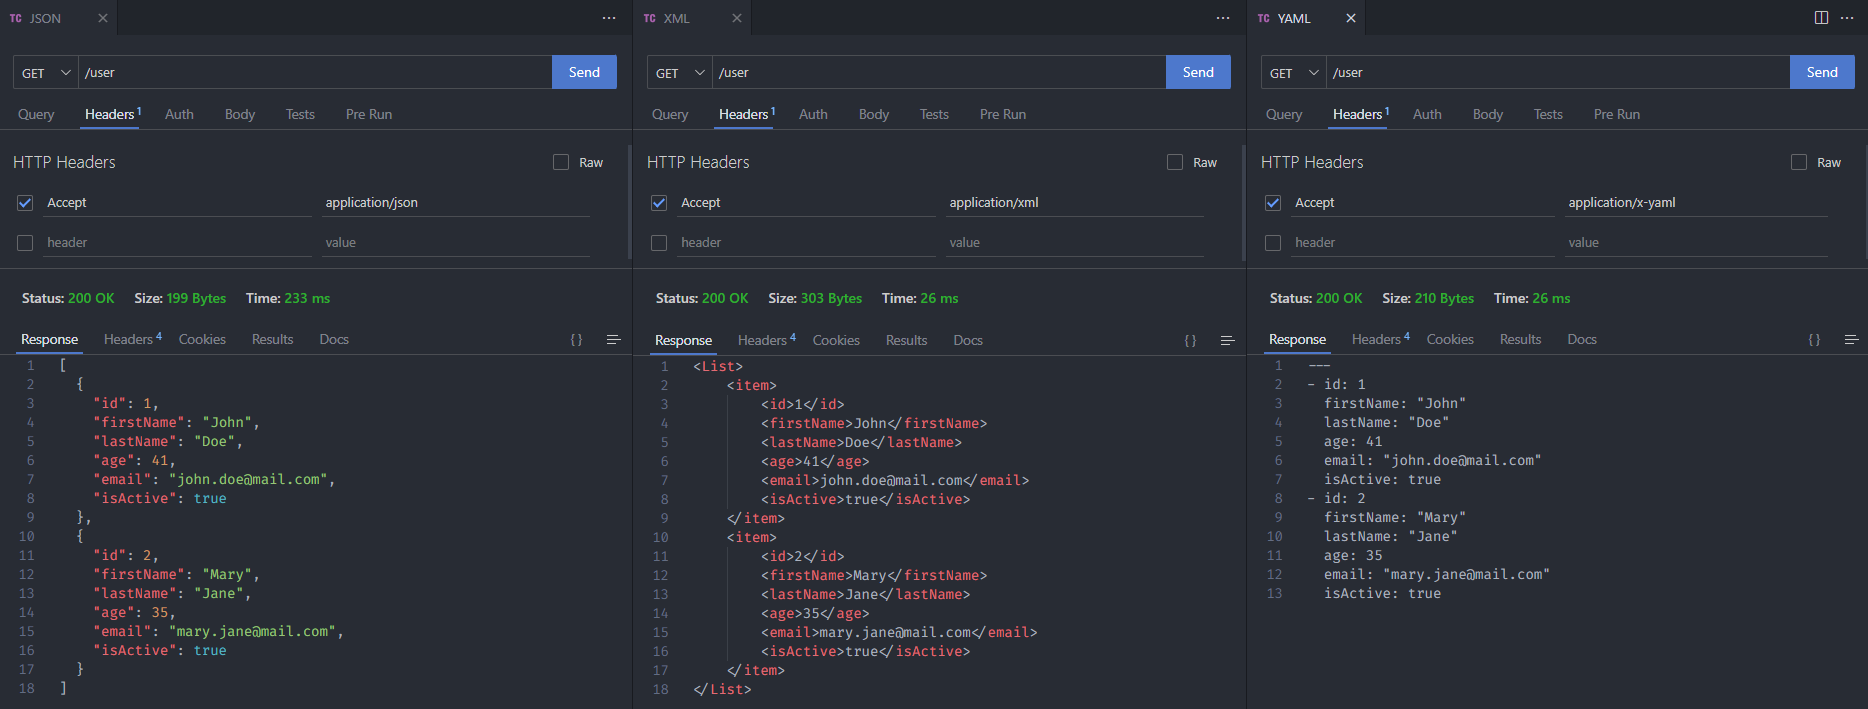 TC JSON
GET /user Send
Query Headers 1 Auth Body Tests Pre Run
HTTP Headers Raw
Accept application/json
header value
Status: 200 OK Size: 199 Bytes Time: 233 ms
Response Headers 4 Cookies Results Docs {}
1 [
2 {
3 "id": 1,
4 "firstName": "John",
5 "lastName": "Doe",
6 "age": 41,
7 "email": "john.doe@mail.com",
8 "isActive": true
9 },
10 {
11 "id": 2,
12 "firstName": "Mary",
13 "lastName": "Jane",
14 "age": 35,
15 "email": "mary.jane@mail.com",
16 "isActive": true
17 }
18 ]
TC XML
GET /user Send
Query Headers 1 Auth Body Tests Pre Run
HTTP Headers Raw
Accept application/xml
header value
Status: 200 OK Size: 303 Bytes Time: 26 ms
Response Headers 4 Cookies Results Docs {}
1 <List>
2 <item>
3 <id>1</id>
4 <firstName>John</firstName>
5 <lastName>Doe</lastName>
6 <age>41</age>
7 <email>john.doe@mail.com</email>
8 <isActive>true</isActive>
9 </item>
10 <item>
11 <id>2</id>
12 <firstName>Mary</firstName>
13 <lastName>Jane</lastName>
14 <age>35</age>
15 <email>mary.jane@mail.com</email>
16 <isActive>true</isActive>
17 </item>
18 </List>
TC YAML
GET /user Send
Query Headers 1 Auth Body Tests Pre Run
HTTP Headers Raw
Accept application/x-yaml
header value
Status: 200 OK Size: 210 Bytes Time: 26 ms
Response Headers 4 Cookies Results Docs {}
1 ---
2 - id: 1
3 firstName: "John"
4 lastName: "Doe"
5 age: 41
6 email: "john.doe@mail.com"
7 isActive: true
8 - id: 2
9 firstName: "Mary"
10 lastName: "Jane"
11 age: 35
12 email: "mary.jane@mail.com"
13 isActive: true